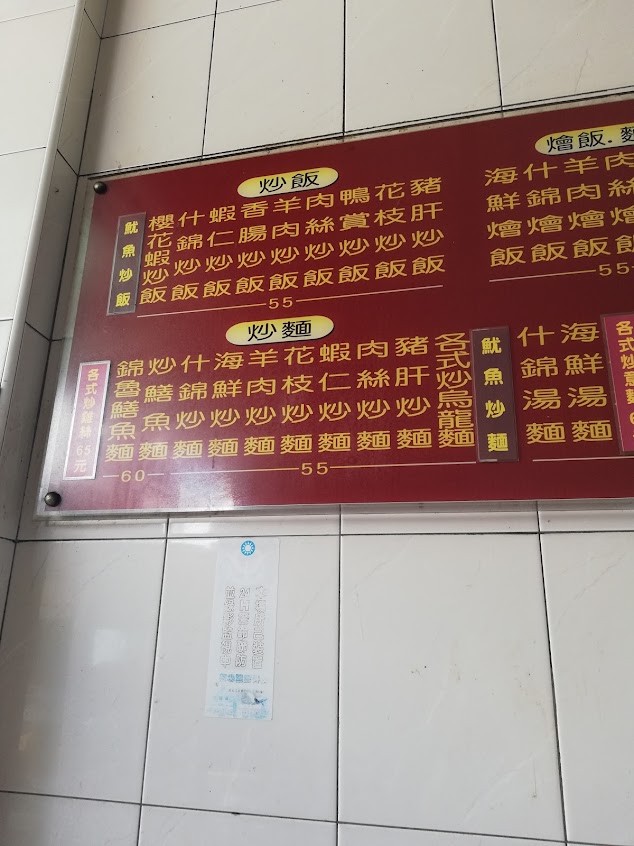 炒飯
豬肝炒飯
花枝炒飯
鴨賞炒飯
肉絲炒飯
羊肉炒飯
香腸炒飯
蝦仁炒飯
什錦炒飯
櫻花蝦炒飯
魷魚炒飯
55
燴飯.
肉絲燴飯
羊肉燴飯
什錦燴飯
海鮮燴飯
55
炒麵
各式炒烏龍麵
豬肝炒麵
肉絲炒麵
蝦仁炒麵
花枝炒麵
羊肉炒麵
海鮮炒麵
什錦炒麵
炒鱔魚麵
錦魯鱔魚麵
各式炒麵絲65元
60
55
各式炒意麵
海鮮湯麵
什錦湯麵
魷魚炒麵